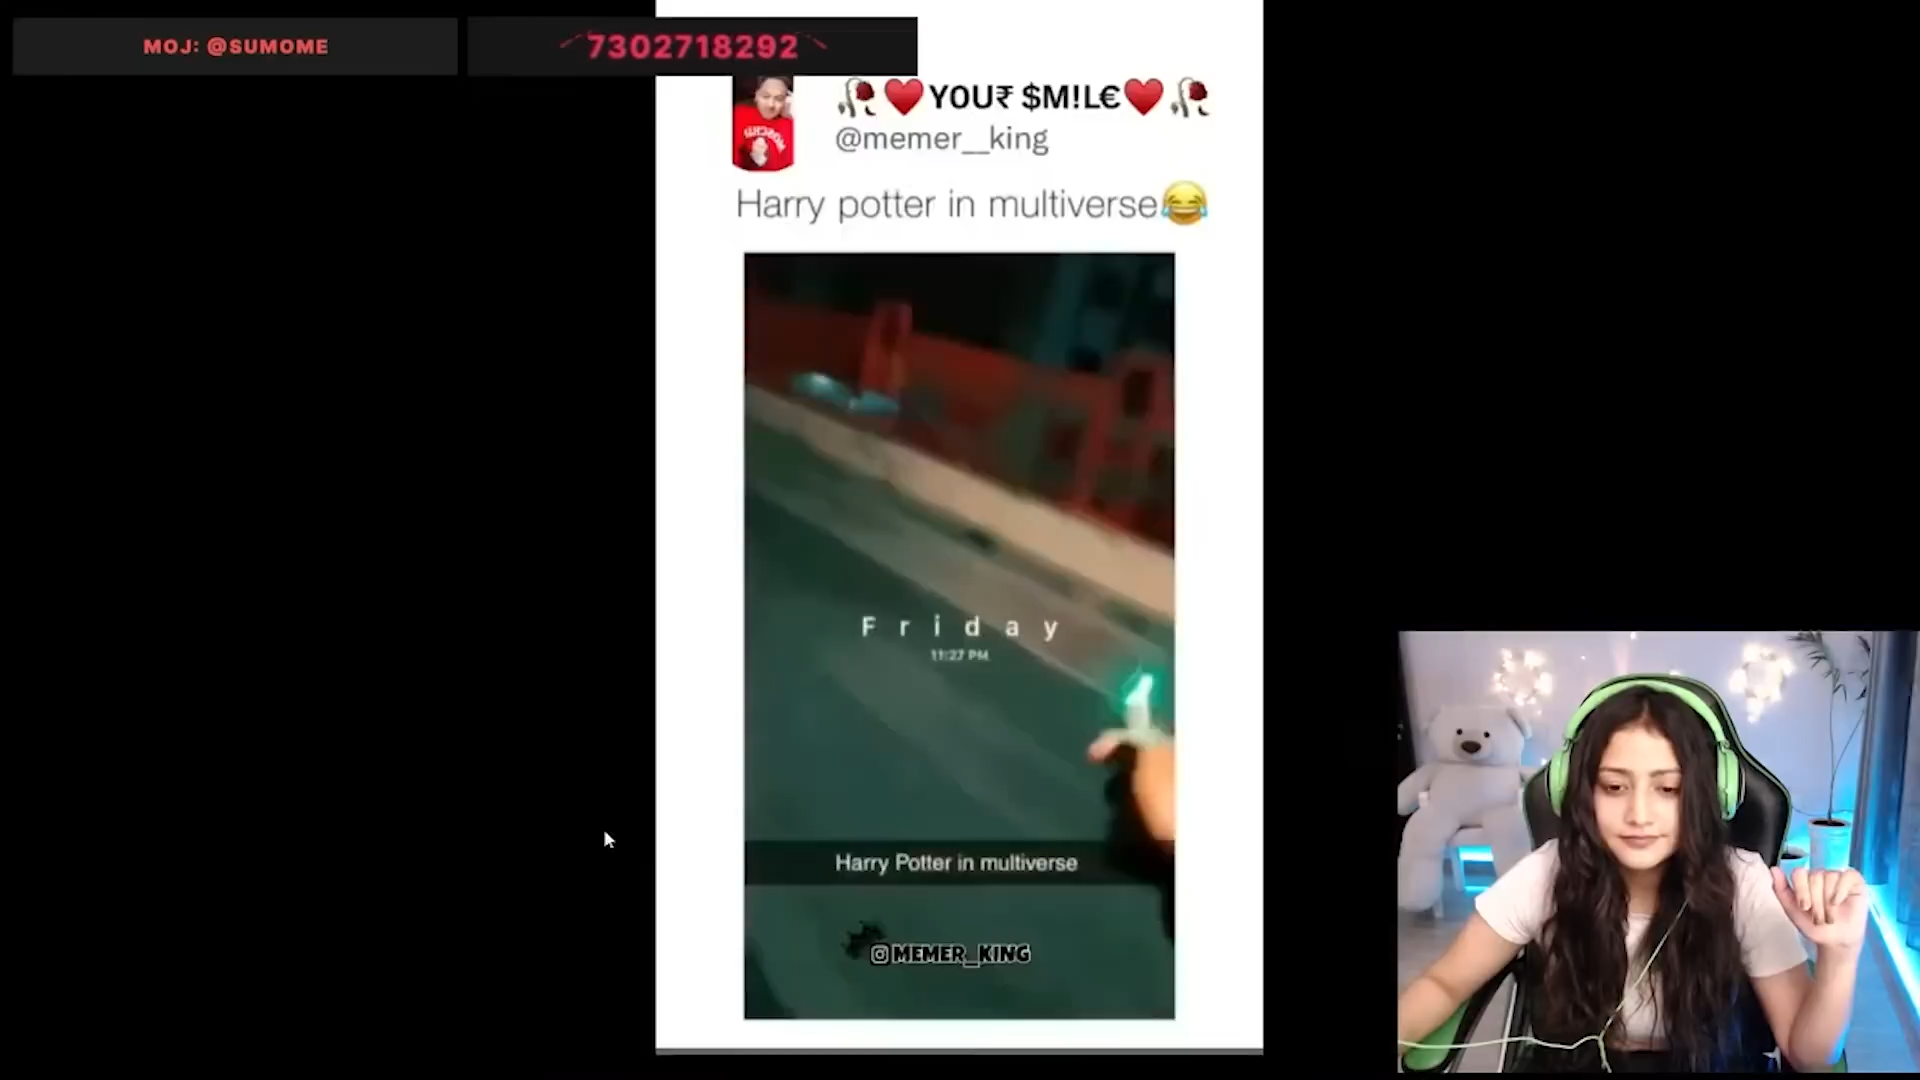 MOJ: @SUMOME
7302718292
YOU₹ $M!L€
@memer__king
Harry potter in multiverse😂
Friday
11:27 PM
Harry Potter in multiverse
MEMER_KING